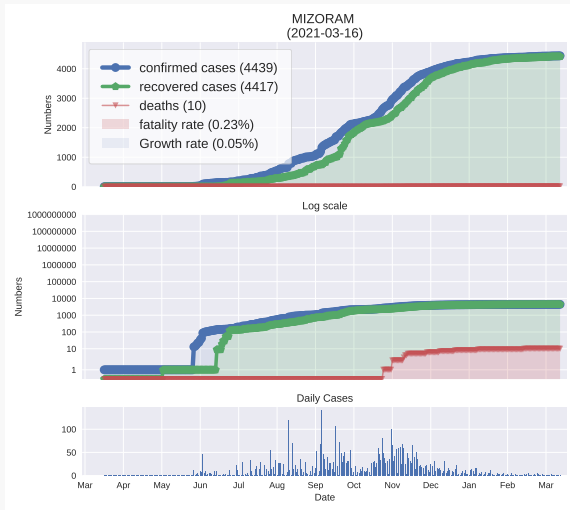 MIZORAM
(2021-03-16)
confirmed cases (4439)
recovered cases (4417)
deaths (10)
fatality rate (0.23%)
Growth rate (0.05%)
Numbers
4000
3000
2000
1000
0
Log scale
Numbers
1000000000
100000000
10000000
1000000
100000
10000
1000
100
10
1
Daily Cases
100
50
0
Mar Apr May Jun Jul Aug Sep Oct Nov Dec Jan Feb Mar
Date